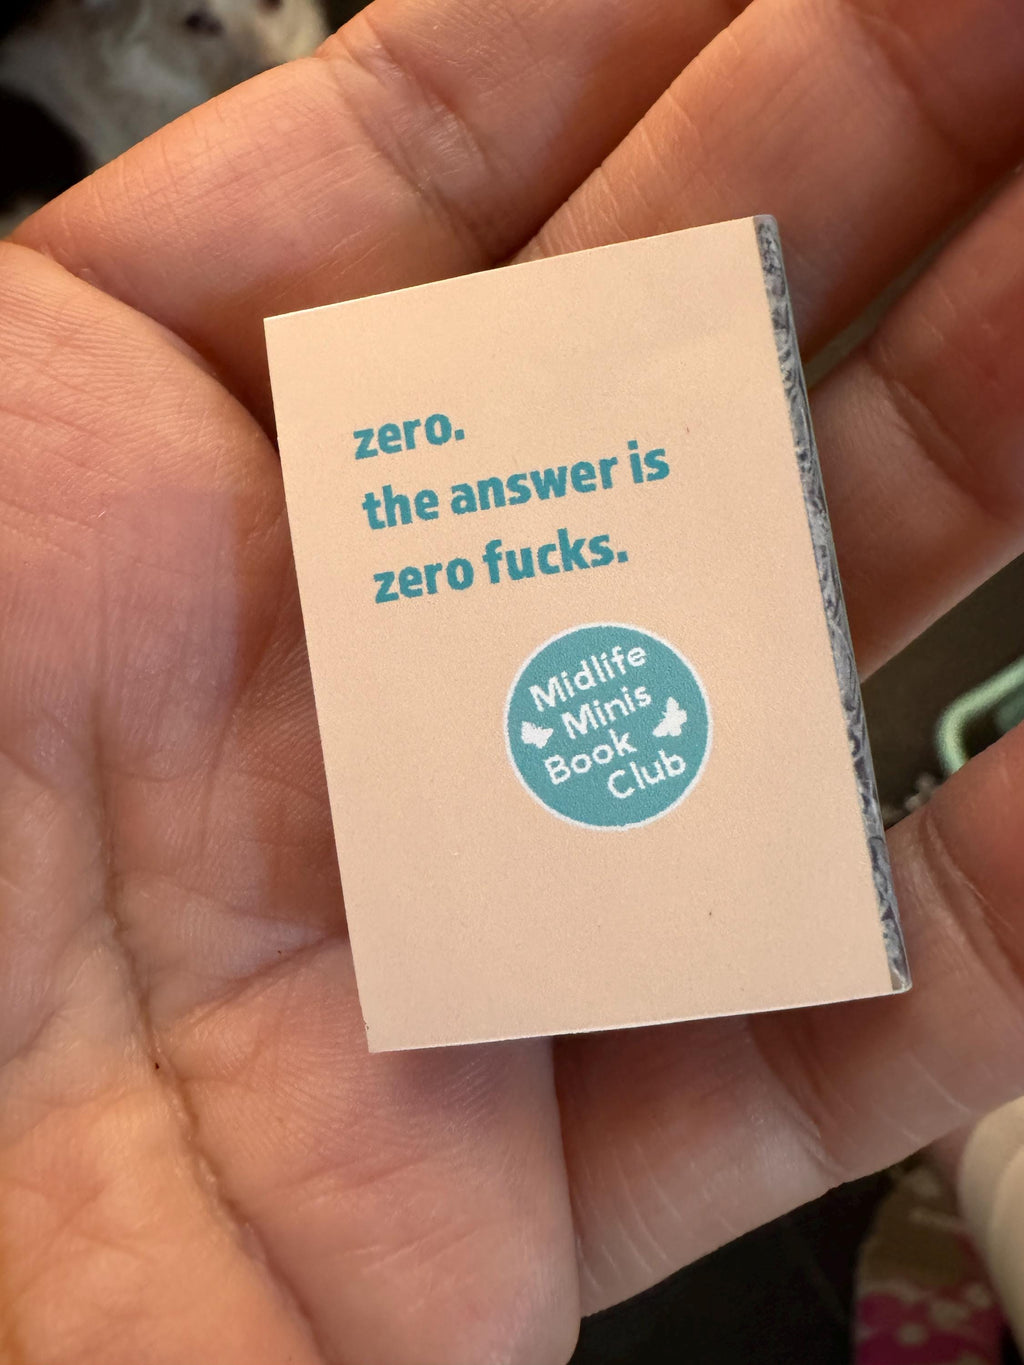 zero.
the answer is
zero fucks.
Midlife
Minis
Book
Club